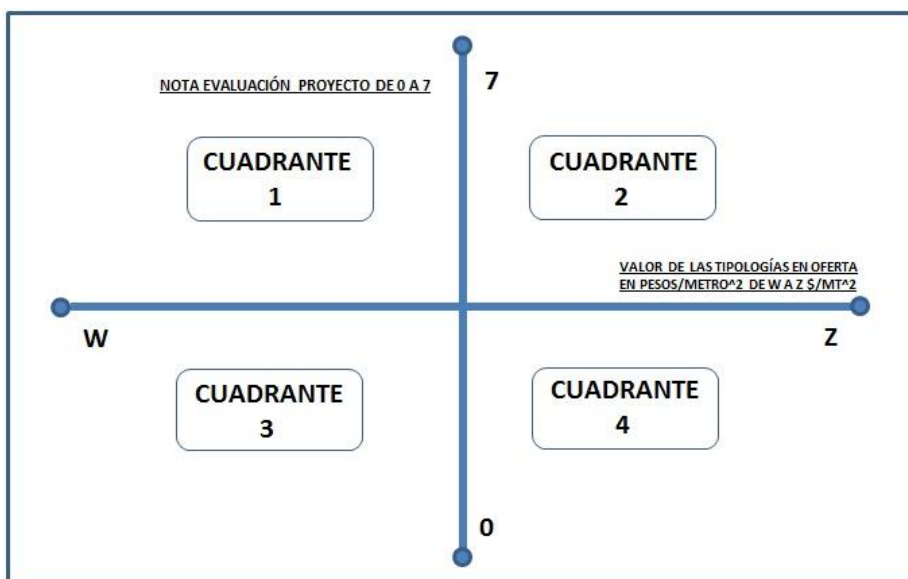 7
NOTA EVALUACIÓN PROYECTO DE 0 A 7
CUADRANTE
1
CUADRANTE
2
VALOR DE LAS TIPOLOGÍAS EN OFERTA
EN PESOS/METRO^2 DE W A Z $/MT^2
W
Z
CUADRANTE
3
CUADRANTE
4
0